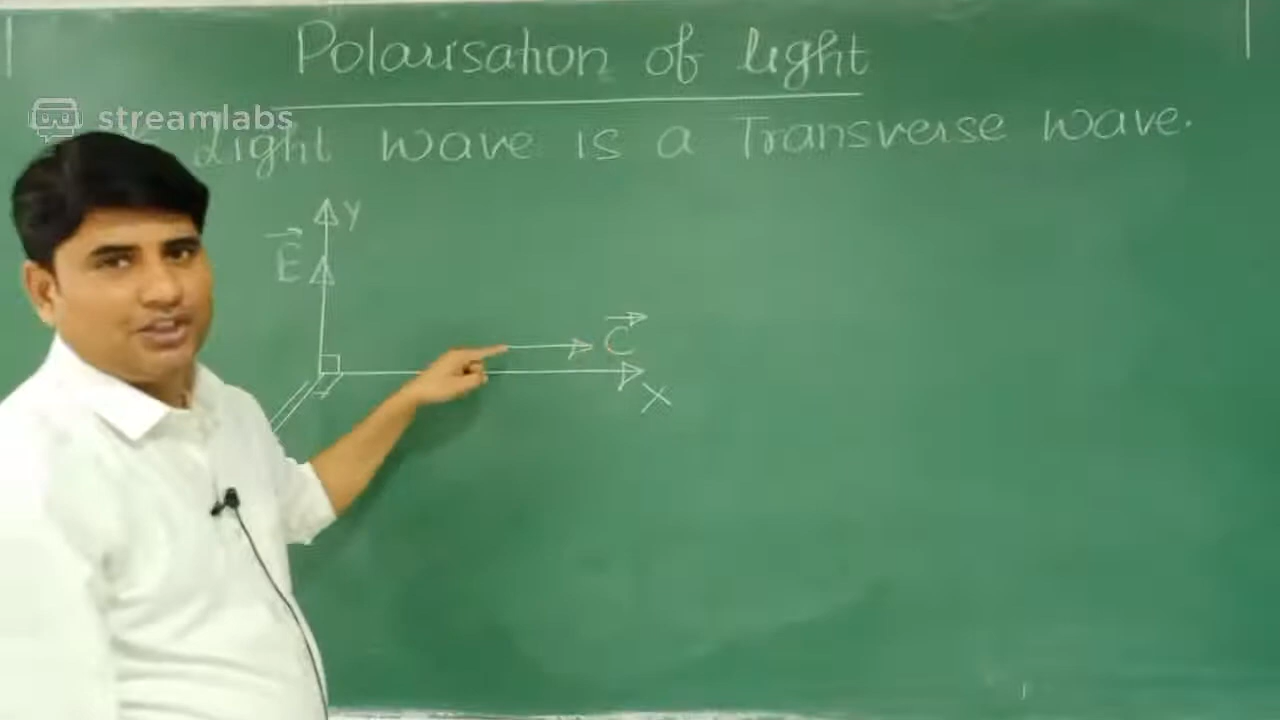 Polarisation of light
streamlabs
Light wave is a Transverse wave.
Y
E
C
X